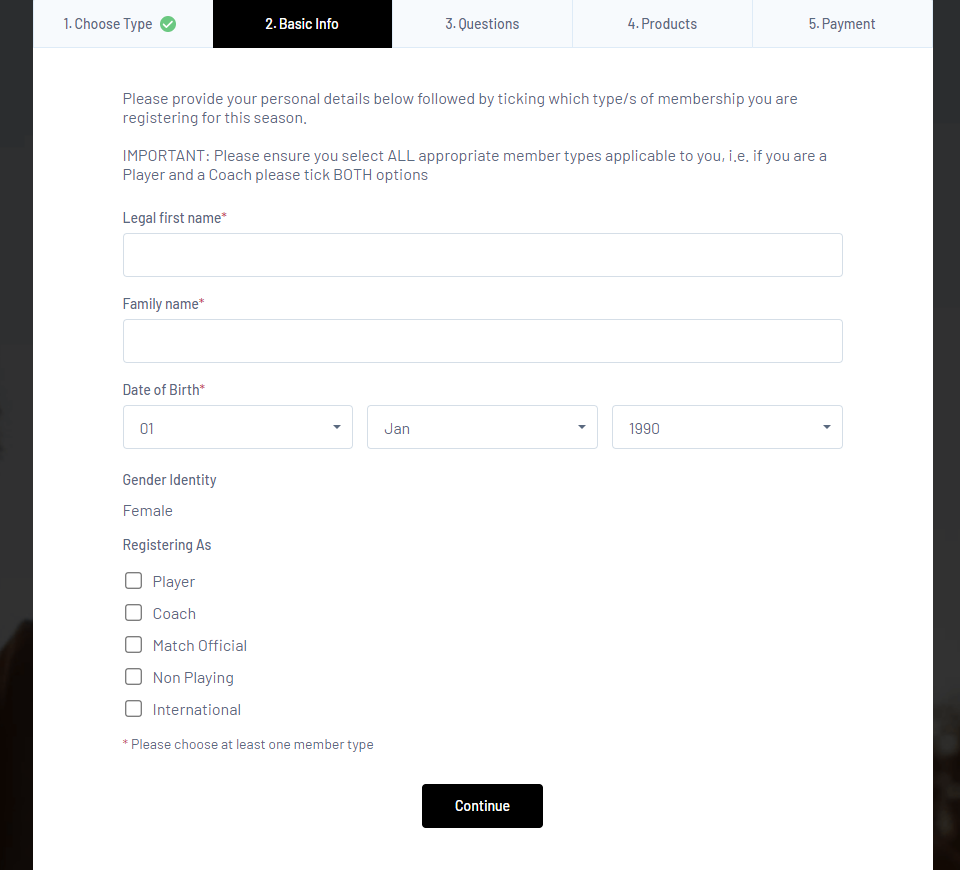 1. Choose Type
2. Basic Info
3. Questions
4. Products
5. Payment
Please provide your personal details below followed by ticking which type/s of membership you are
registering for this season.
IMPORTANT: Please ensure you select ALL appropriate member types applicable to you, i.e. if you are a
Player and a Coach please tick BOTH options
Legal first name*
Family name*
Date of Birth*
01
Jan
1990
Gender Identity
Female
Registering As
Player
Coach
Match Official
Non Playing
International
* Please choose at least one member type
Continue